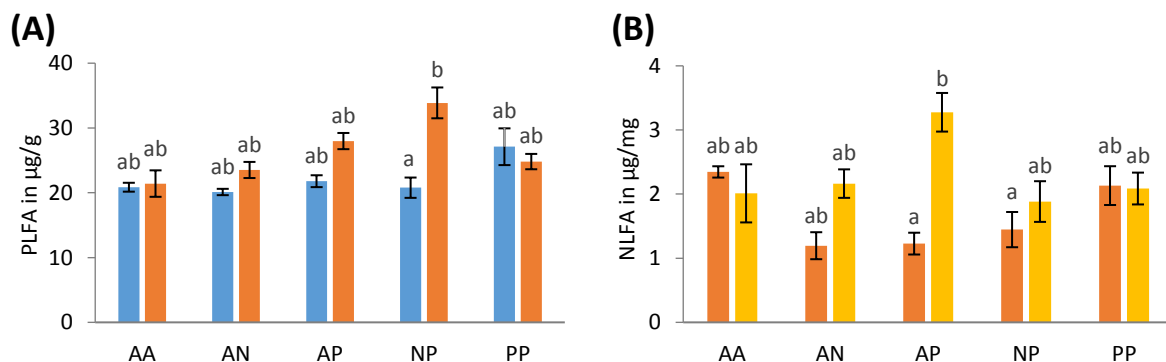 (A)
PLFA in µg/g
40
30
20
10
0
ab ab ab ab ab ab a b ab ab
AA AN AP NP PP
(B)
NLFA in µg/mg
4
3
2
1
0
ab ab ab ab a b a ab ab ab
AA AN AP NP PP